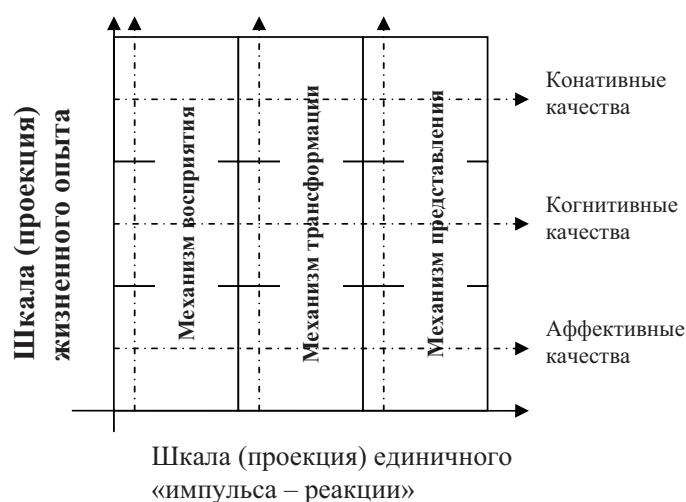 Шкала (проекция)
жизненного опыта
Механизм восприятия
Механизм трансформации
Механизм представления
Конативные
качества
Когнитивные
качества
Аффективные
качества
Шкала (проекция) единичного
«импульса – реакции»